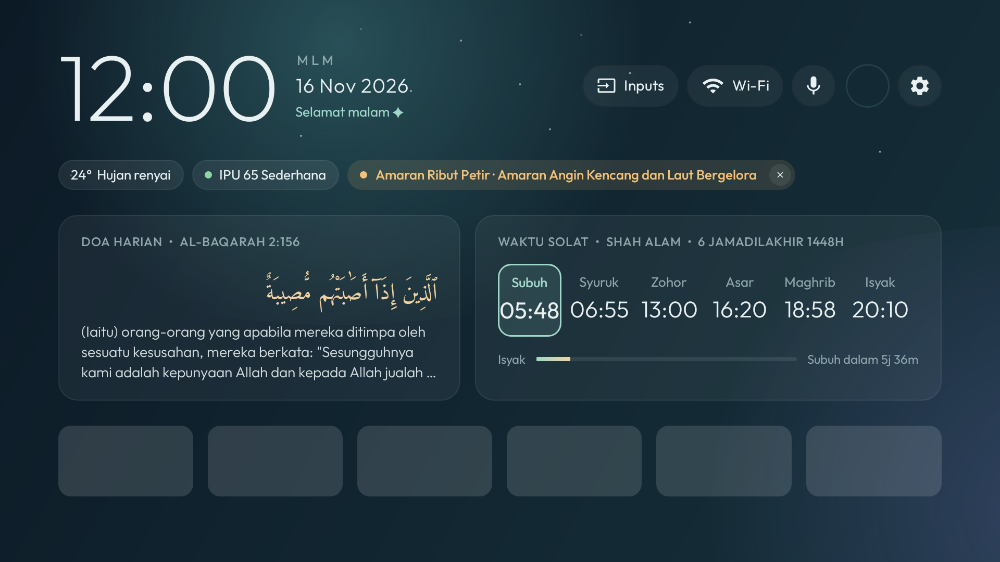 12:00
MLM
16 Nov 2026
Selamat malam
Inputs
Wi-Fi
24° Hujan renyai
IPU 65 Sederhana
Amaran Ribut Petir · Amaran Angin Kencang dan Laut Bergelora
DOA HARIAN • AL-BAQARAH 2:156
ٱلَّذِينَ إِذَآ أَصَٰبَتْهُم مُّصِيبَةٌ
(Iaitu) orang-orang yang apabila mereka ditimpa oleh
sesuatu kesusahan, mereka berkata: "Sesungguhnya
kami adalah kepunyaan Allah dan kepada Allah jualah ...
WAKTU SOLAT • SHAH ALAM • 6 JAMADILAKHIR 1448H
Subuh Syuruk Zohor Asar Maghrib Isyak
05:48 06:55 13:00 16:20 18:58 20:10
Isyak Subuh dalam 5j 36m